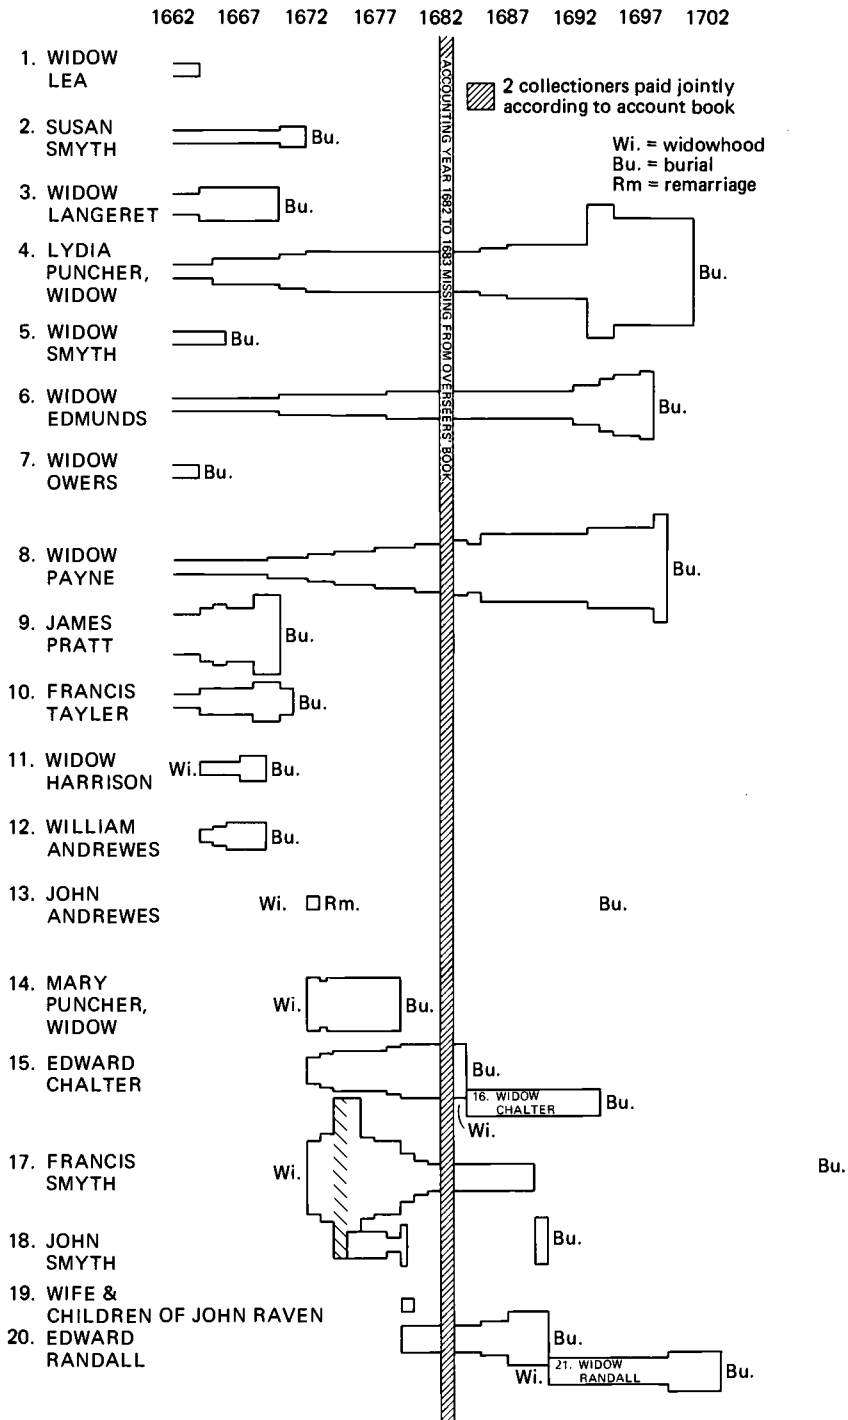 1662 1667 1672 1677 1682 1687 1692 1697 1702
1. WIDOW
LEA
2 collectioners paid jointly
according to account book
Wi. = widowhood
Bu. = burial
Rm = remarriage
ACCOUNTING YEAR 1682 TO 1683 MISSING FROM OVERSEERS' BOOK
2. SUSAN
SMYTH
Bu.
3. WIDOW
LANGERET
Bu.
4. LYDIA
PUNCHER,
WIDOW
Bu.
5. WIDOW
SMYTH
Bu.
6. WIDOW
EDMUNDS
Bu.
7. WIDOW
OWERS
Bu.
8. WIDOW
PAYNE
Bu.
9. JAMES
PRATT
Bu.
10. FRANCIS
TAYLER
Bu.
11. WIDOW
HARRISON
Wi. Bu.
12. WILLIAM
ANDREWES
Bu.
13. JOHN
ANDREWES
Wi. Rm. Bu.
14. MARY
PUNCHER,
WIDOW
Wi. Bu.
15. EDWARD
CHALTER
Bu.
16. WIDOW
CHALTER
Bu.
Wi.
17. FRANCIS
SMYTH
Wi. Bu.
18. JOHN
SMYTH
Bu.
19. WIFE &
CHILDREN OF JOHN RAVEN
20. EDWARD
RANDALL
Bu.
Wi.
21. WIDOW
RANDALL
Bu.